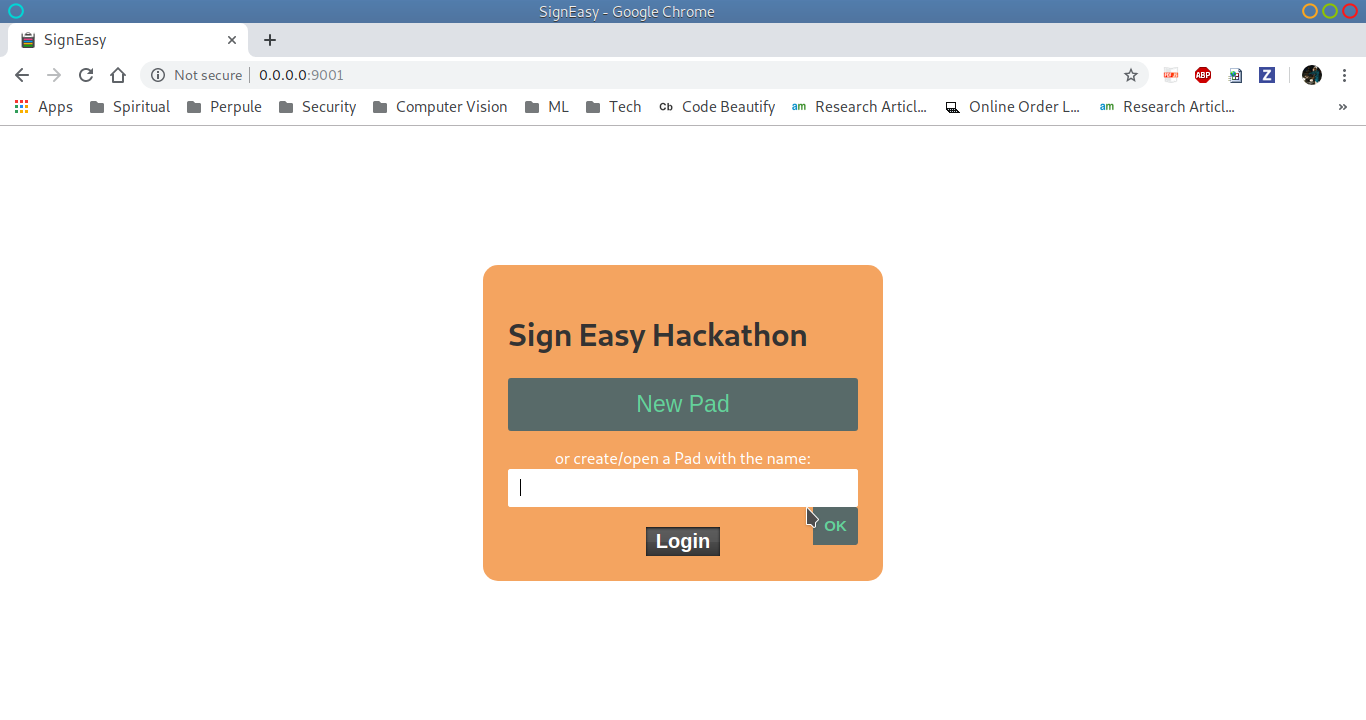 SignEasy - Google Chrome
SignEasy
Not secure 0.0.0.0:9001 ABP Z
Apps Spiritual Perpule Security Computer Vision ML Tech Cb Code Beautify am Research Articl... Online Order L... am Research Articl... »
Sign Easy Hackathon
New Pad
or create/open a Pad with the name:
OK
Login